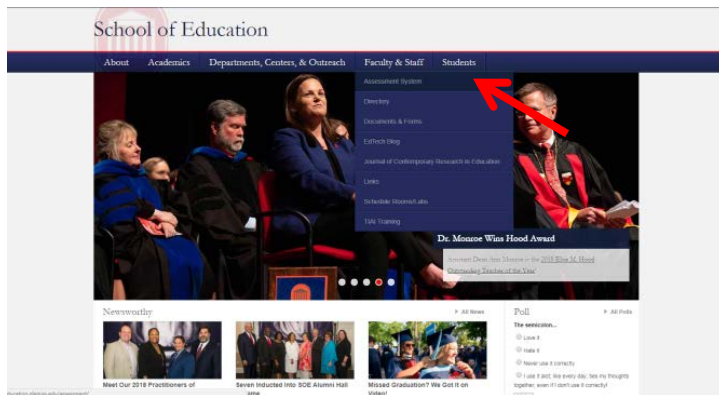 School of Education
About Academics Departments, Centers, & Outreach Faculty & Staff Students
Assessment System
Directory
Documents & Forms
EdTech Blog
Journal of Contemporary Research in Education
Links
Schedule Rooms/Labs
TIAI Training
Dr. Monroe Wins Hood Award
Associate Dean Ann Monroe is the 2018 Elsie M. Hood
Outstanding Teacher of the Year!
Newsworthy
All News
Poll
All Polls
The semicolon...
Love it
Hate it
Never use it correctly
I use it alot; like every day; ties my thoughts
together; even if I don't use it correctly!
Meet Our 2018 Practitioners of
Seven Inducted Into SOE Alumni Hall
Missed Graduation? We Got it on
Video!